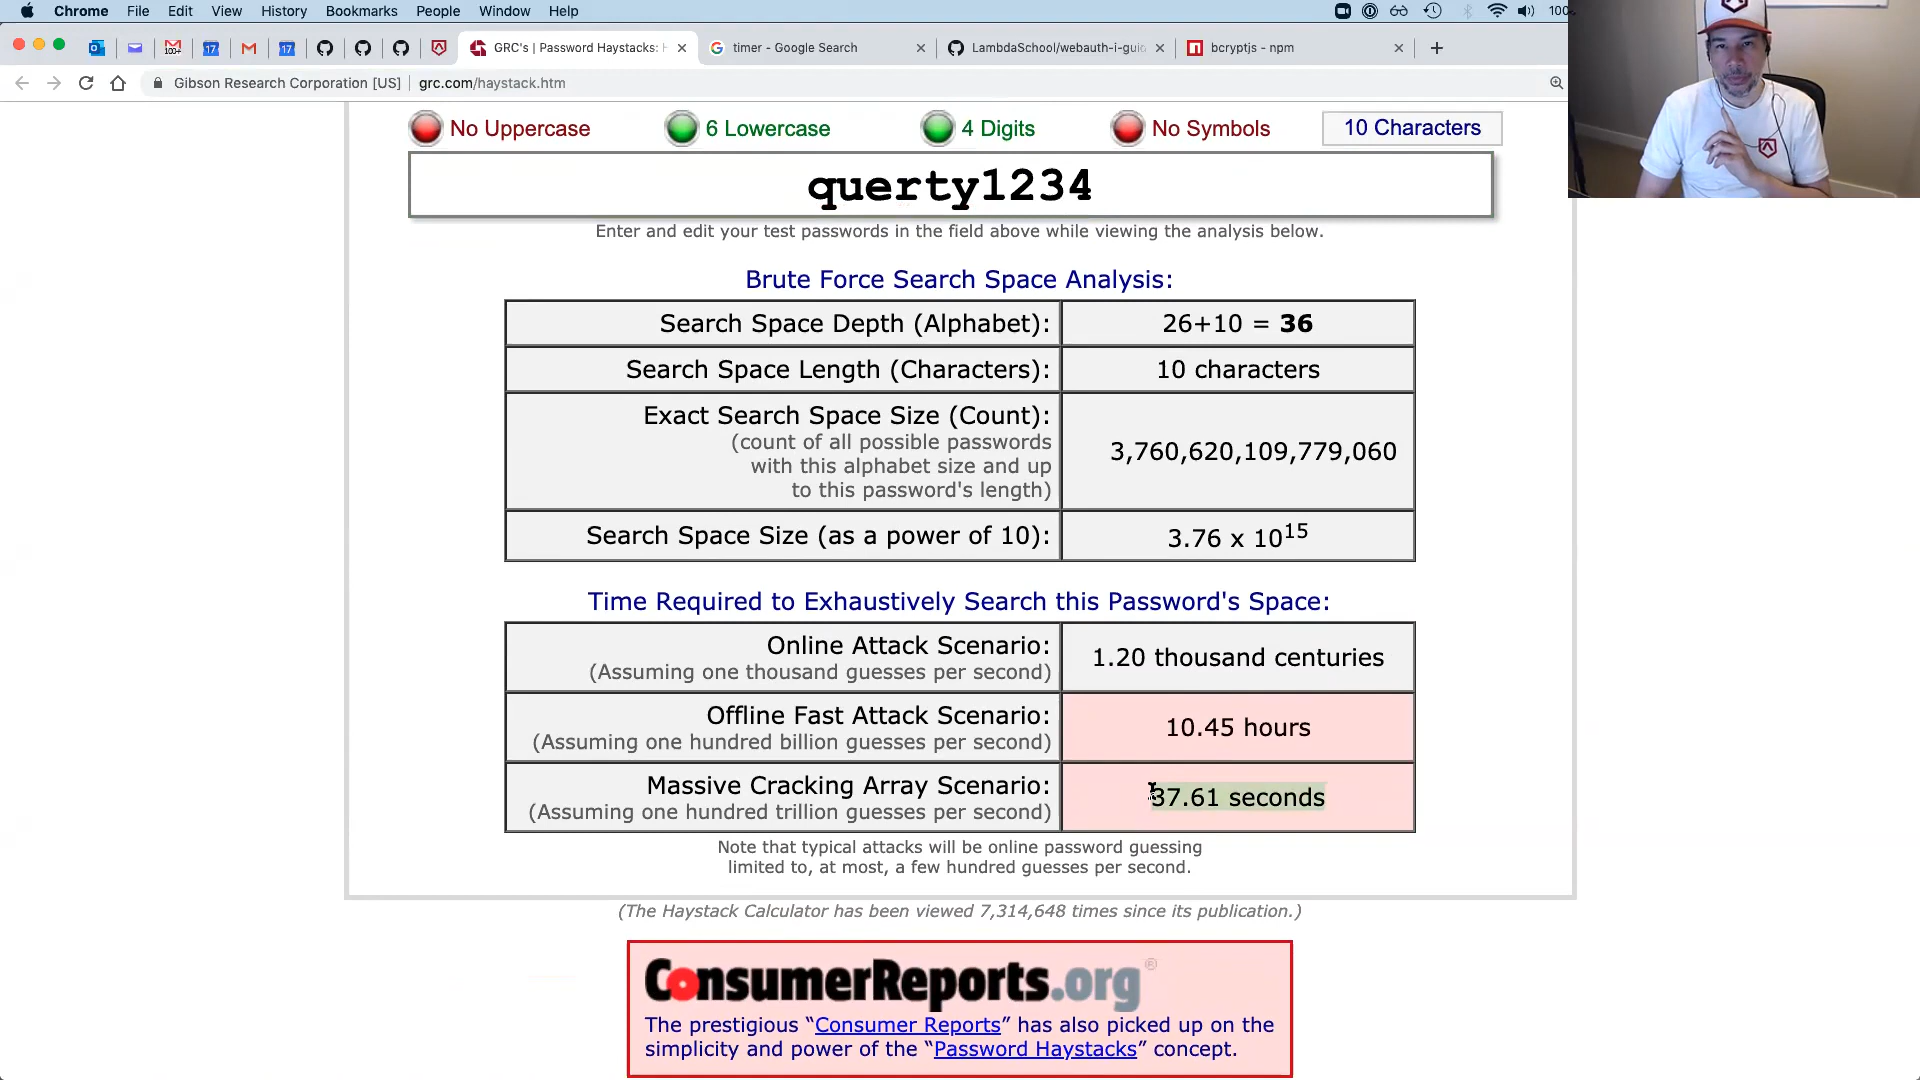 Chrome File Edit View History Bookmarks People Window Help
GRC's | Password Haystacks:
timer - Google Search
LambdaSchool/webauth-i-gui
bcryptjs - npm
Gibson Research Corporation [US] | grc.com/haystack.htm
No Uppercase
6 Lowercase
4 Digits
No Symbols
10 Characters
querty1234
Enter and edit your test passwords in the field above while viewing the analysis below.
Brute Force Search Space Analysis:
Search Space Depth (Alphabet): 26+10 = 36
Search Space Length (Characters): 10 characters
Exact Search Space Size (Count):
(count of all possible passwords
with this alphabet size and up
to this password's length)
3,760,620,109,779,060
Search Space Size (as a power of 10): 3.76 x 10^15
Time Required to Exhaustively Search this Password's Space:
Online Attack Scenario:
(Assuming one thousand guesses per second)
1.20 thousand centuries
Offline Fast Attack Scenario:
(Assuming one hundred billion guesses per second)
10.45 hours
Massive Cracking Array Scenario:
(Assuming one hundred trillion guesses per second)
37.61 seconds
Note that typical attacks will be online password guessing
limited to, at most, a few hundred guesses per second.
(The Haystack Calculator has been viewed 7,314,648 times since its publication.)
ConsumerReports.org®
The prestigious “Consumer Reports” has also picked up on the
simplicity and power of the “Password Haystacks” concept.